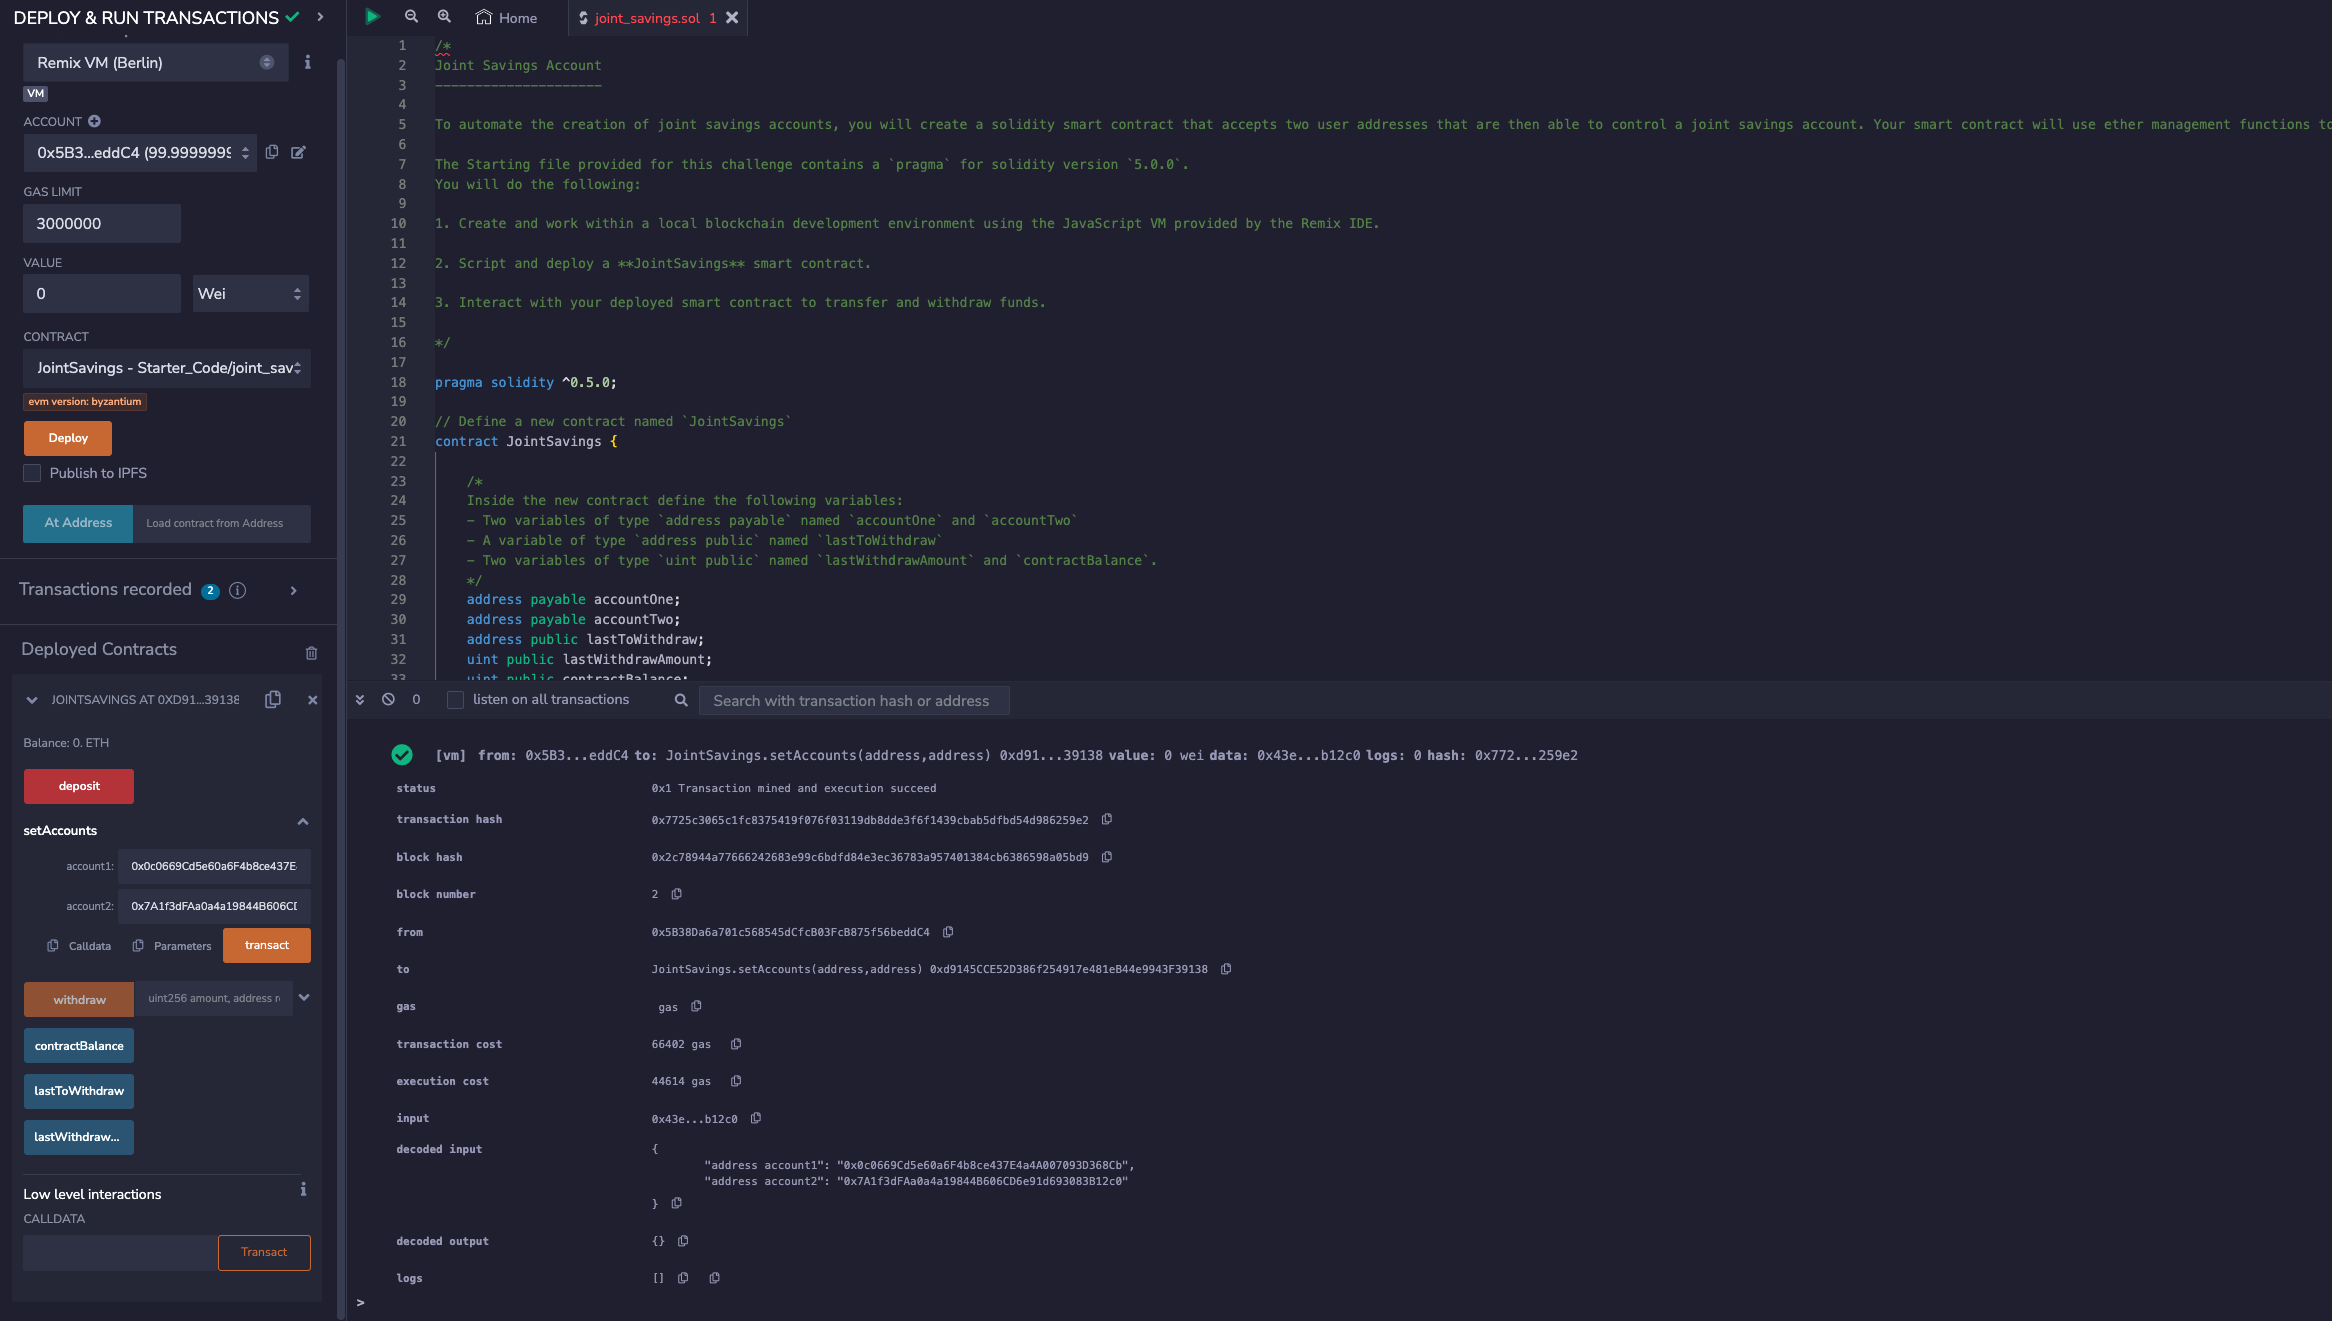 DEPLOY & RUN TRANSACTIONS
Remix VM (Berlin)
VM
ACCOUNT
0x5B3...eddC4 (99.9999999
GAS LIMIT
3000000
VALUE
0
Wei
CONTRACT
JointSavings - Starter_Code/joint_sav
evm version: byzantium
Deploy
Publish to IPFS
At Address
Load contract from Address
Transactions recorded 2
Deployed Contracts
JOINTSAVINGS AT 0XD91...39138
Balance: 0. ETH
deposit
setAccounts
account1: 0x0c0669Cd5e60a6F4b8ce437E
account2: 0x7A1f3dFAa0a4a19844B606CD
Calldata
Parameters
transact
withdraw
uint256 amount, address r
contractBalance
lastToWithdraw
lastWithdraw...
Low level interactions
CALLDATA
Transact
Home
joint_savings.sol 1
1 /*
2 Joint Savings Account
3 ---------------------
4
5 To automate the creation of joint savings accounts, you will create a solidity smart contract that accepts two user addresses that are then able to control a joint savings account. Your smart contract will use ether management functions to
6
7 The Starting file provided for this challenge contains a `pragma` for solidity version `5.0.0`.
8 You will do the following:
9
10 1. Create and work within a local blockchain development environment using the JavaScript VM provided by the Remix IDE.
11
12 2. Script and deploy a **JointSavings** smart contract.
13
14 3. Interact with your deployed smart contract to transfer and withdraw funds.
15
16 */
17
18 pragma solidity ^0.5.0;
19
20 // Define a new contract named `JointSavings`
21 contract JointSavings {
22
23 /*
24 Inside the new contract define the following variables:
25 - Two variables of type `address payable` named `accountOne` and `accountTwo`
26 - A variable of type `address public` named `lastToWithdraw`
27 - Two variables of type `uint public` named `lastWithdrawAmount` and `contractBalance`.
28 */
29 address payable accountOne;
30 address payable accountTwo;
31 address public lastToWithdraw;
32 uint public lastWithdrawAmount;
33 uint public contractBalance;
0
listen on all transactions
Search with transaction hash or address
[vm] from: 0x5B3...eddC4 to: JointSavings.setAccounts(address,address) 0xd91...39138 value: 0 wei data: 0x43e...b12c0 logs: 0 hash: 0x772...259e2
status 0x1 Transaction mined and execution succeed
transaction hash 0x7725c3065c1fc8375419f076f03119db8dde3f6f1439cbab5dfbd54d986259e2
block hash 0x2c78944a77666242683e99c6bdfd84e3ec36783a957401384cb6386598a05bd9
block number 2
from 0x5B38Da6a701c568545dCfcB03FcB875f56beddC4
to JointSavings.setAccounts(address,address) 0xd9145CCE52D386f254917e481eB44e9943F39138
gas gas
transaction cost 66402 gas
execution cost 44614 gas
input 0x43e...b12c0
decoded input {
"address account1": "0x0c0669Cd5e60a6F4b8ce437E4a4A007093D368Cb",
"address account2": "0x7A1f3dFAa0a4a19844B606CD6e91d693083B12c0"
}
decoded output {}
logs []
>